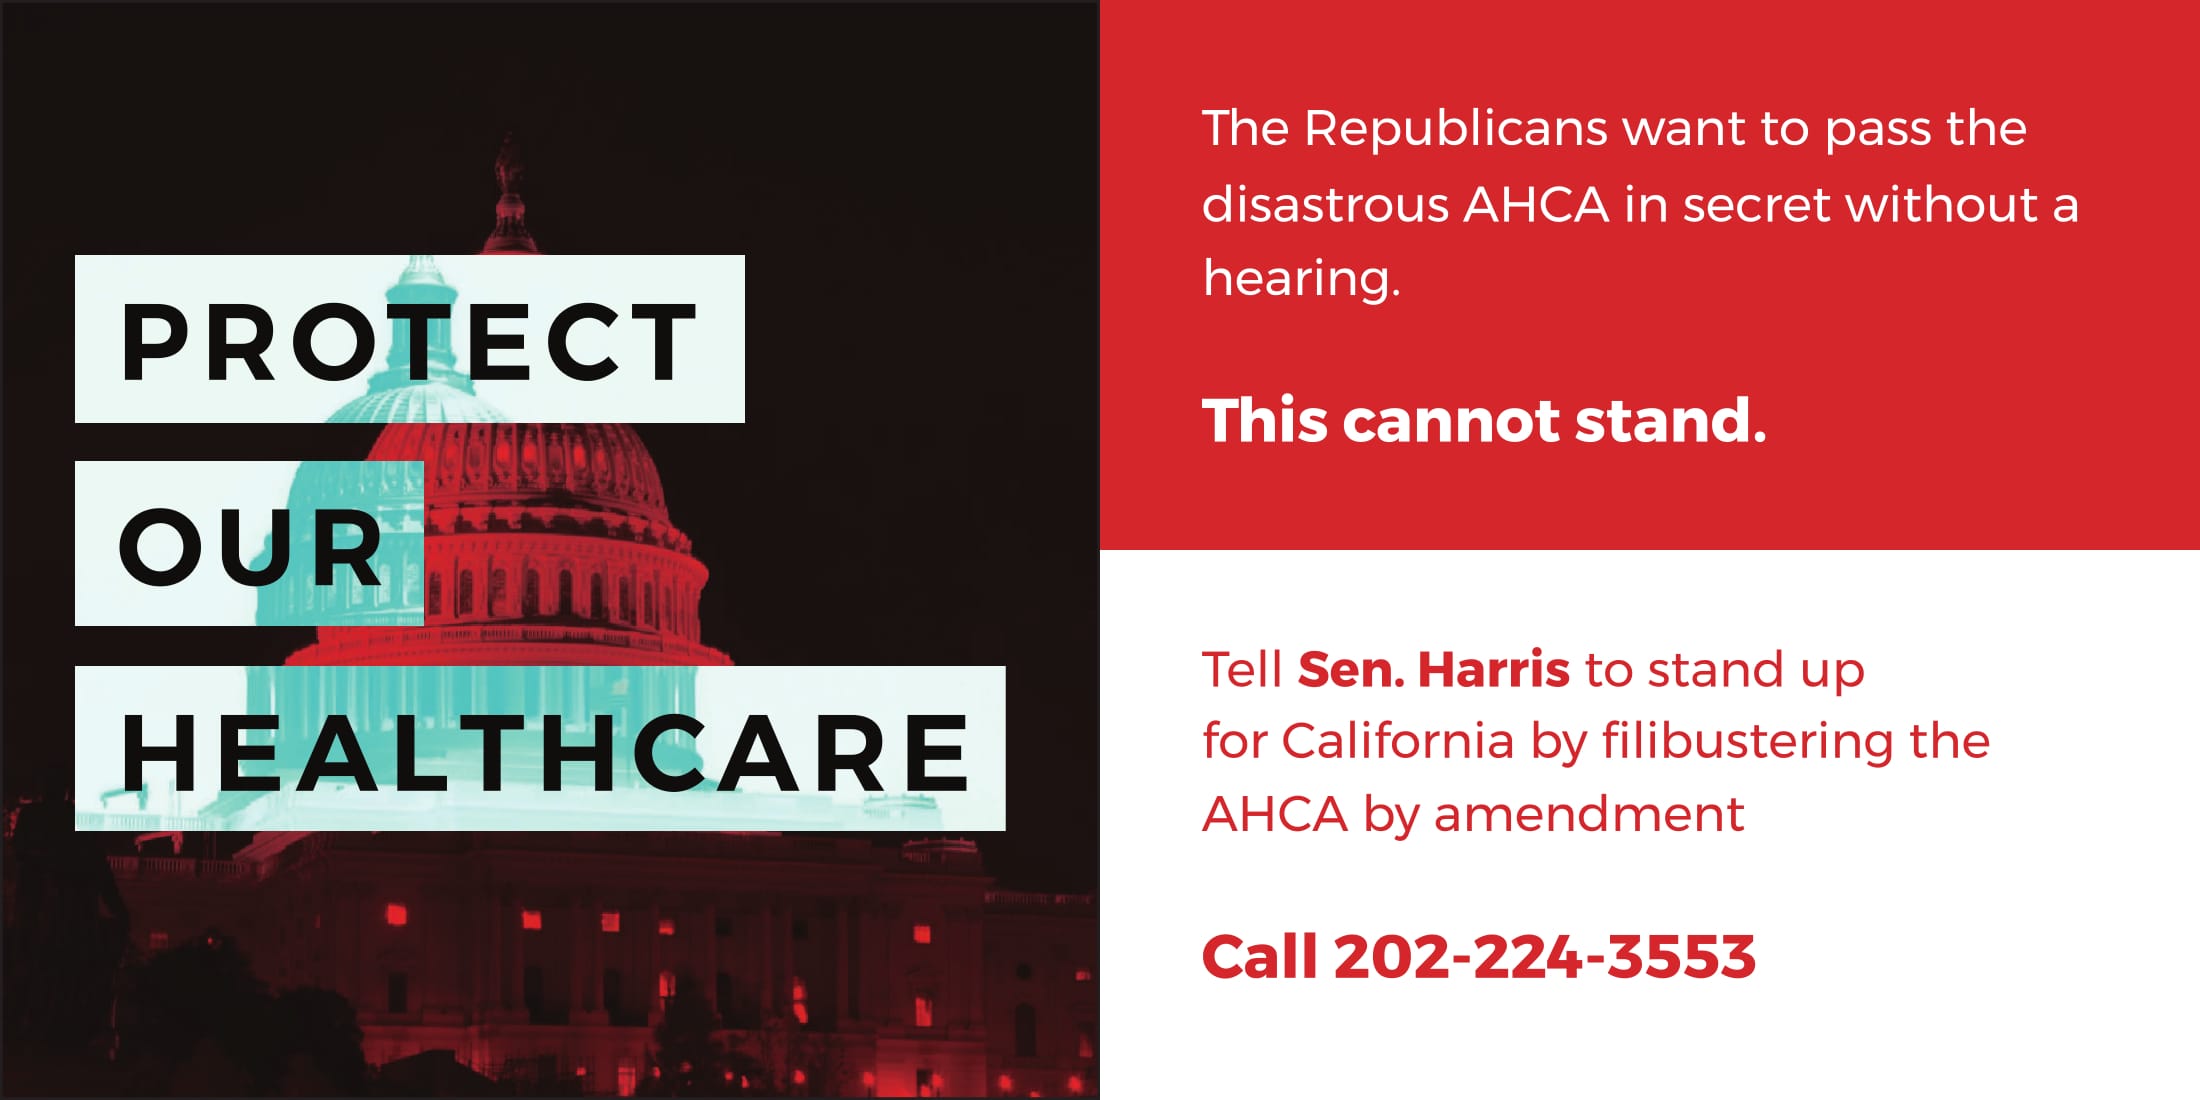 PROTECT
OUR
HEALTHCARE
The Republicans want to pass the
disastrous AHCA in secret without a
hearing.
This cannot stand.
Tell Sen. Harris to stand up
for California by filibustering the
AHCA by amendment
Call 202-224-3553